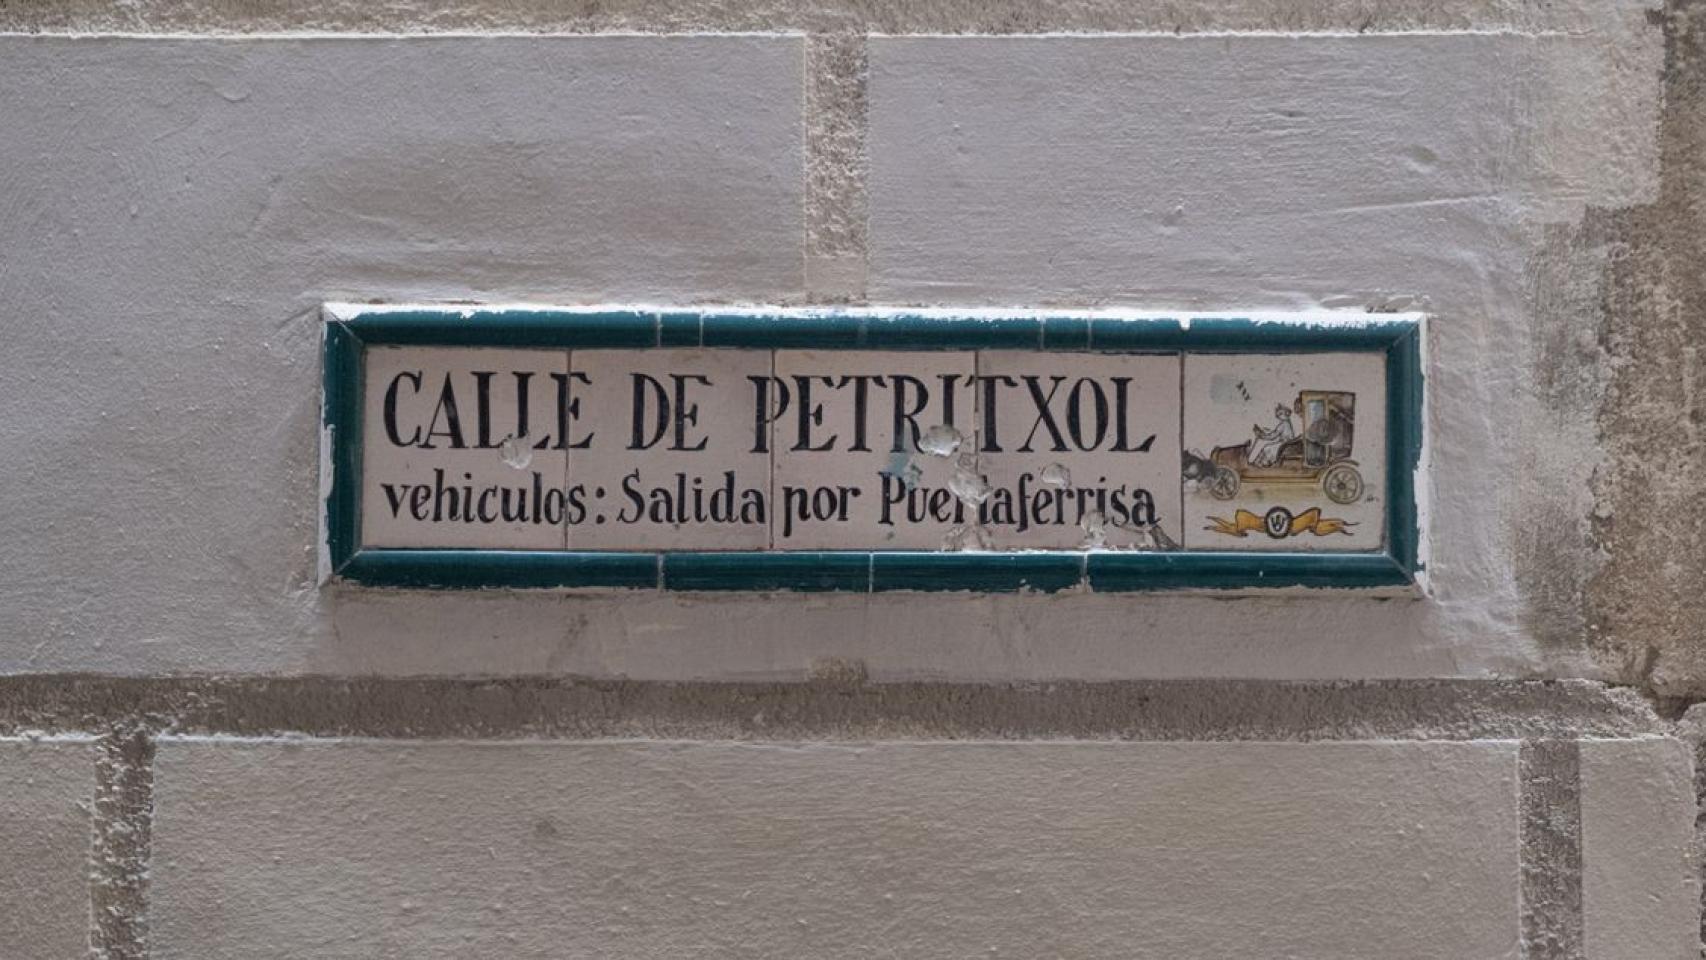 CALLE DE PETRITXOL
vehiculos: Salida por Puertaferrisa